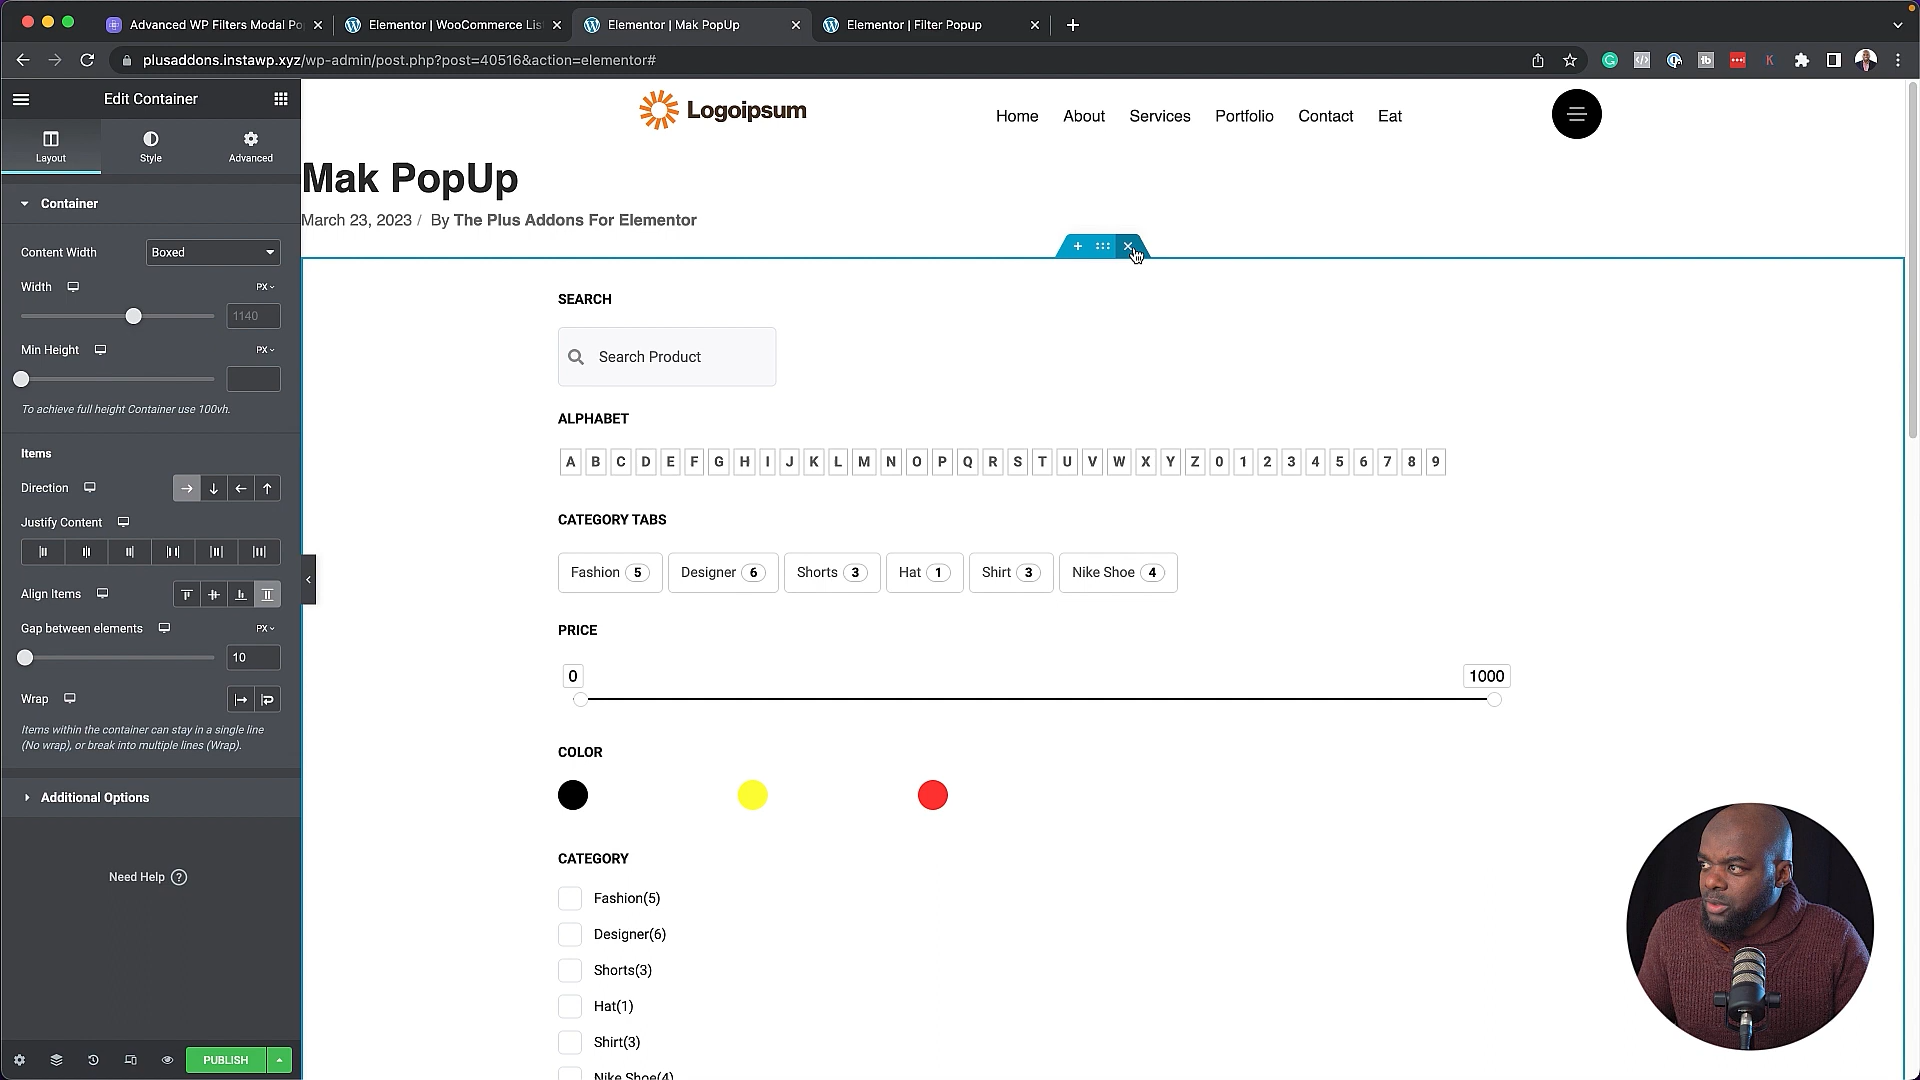 Advanced WP Filters Modal Po
Elementor | WooCommerce Lis
Elementor | Mak PopUp
Elementor | Filter Popup
plusaddons.instawp.xyz/wp-admin/post.php?post=40516&action=elementor#
Edit Container
Layout
Style
Advanced
Container
Content Width
Boxed
Width
PX
1140
Min Height
PX
To achieve full height Container use 100vh.
Items
Direction
Justify Content
Align Items
Gap between elements
PX
10
Wrap
Items within the container can stay in a single line
(No wrap), or break into multiple lines (Wrap).
Additional Options
Need Help ?
PUBLISH
Logoipsum
Home About Services Portfolio Contact Eat
Mak PopUp
March 23, 2023 / By The Plus Addons For Elementor
SEARCH
Search Product
ALPHABET
A B C D E F G H I J K L M N O P Q R S T U V W X Y Z 0 1 2 3 4 5 6 7 8 9
CATEGORY TABS
Fashion 5 Designer 6 Shorts 3 Hat 1 Shirt 3 Nike Shoe 4
PRICE
0 1000
COLOR
CATEGORY
Fashion(5)
Designer(6)
Shorts(3)
Hat(1)
Shirt(3)
Nike Shoe(4)